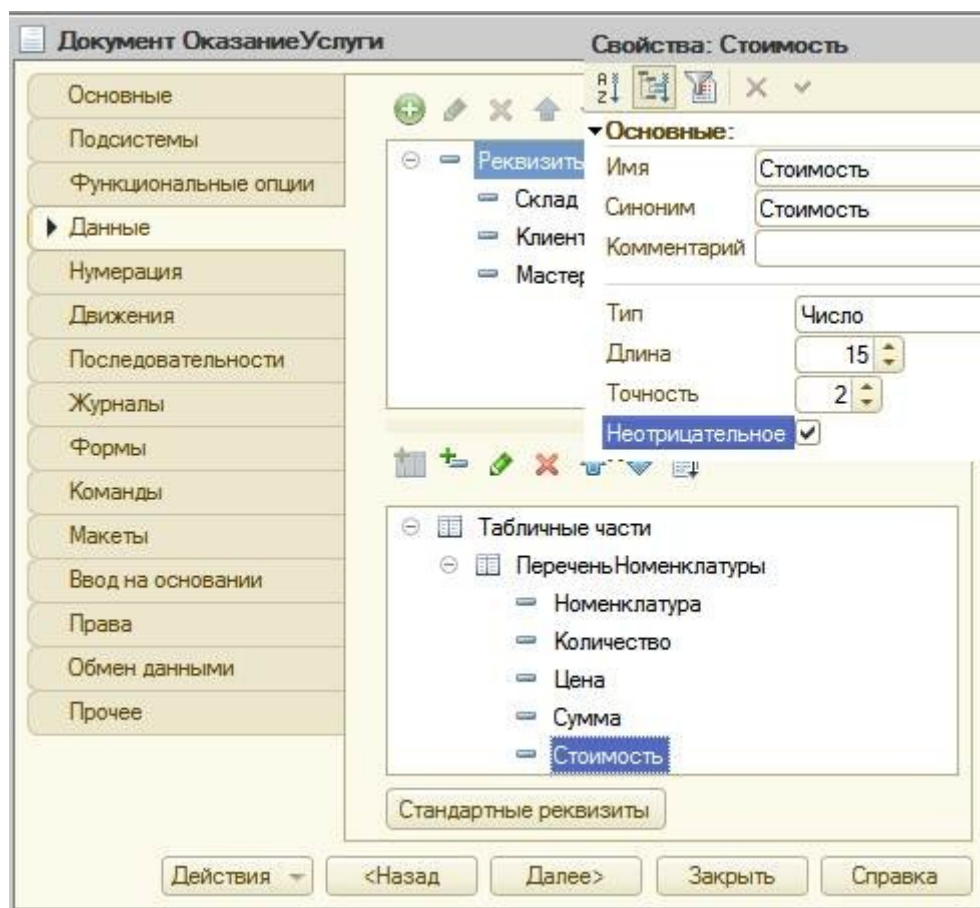 Документ ОказаниеУслуги
Основные
Подсистемы
Функциональные опции
Данные
Нумерация
Движения
Последовательности
Журналы
Формы
Команды
Макеты
Ввод на основании
Права
Обмен данными
Прочее
Реквизиты
Склад
Клиент
Мастер
Свойства: Стоимость
Основные:
Имя Стоимость
Синоним Стоимость
Комментарий
Тип Число
Длина 15
Точность 2
Неотрицательное
Табличные части
ПереченьНоменклатуры
Номенклатура
Количество
Цена
Сумма
Стоимость
Стандартные реквизиты
Действия <Назад Далее> Закрыть Справка